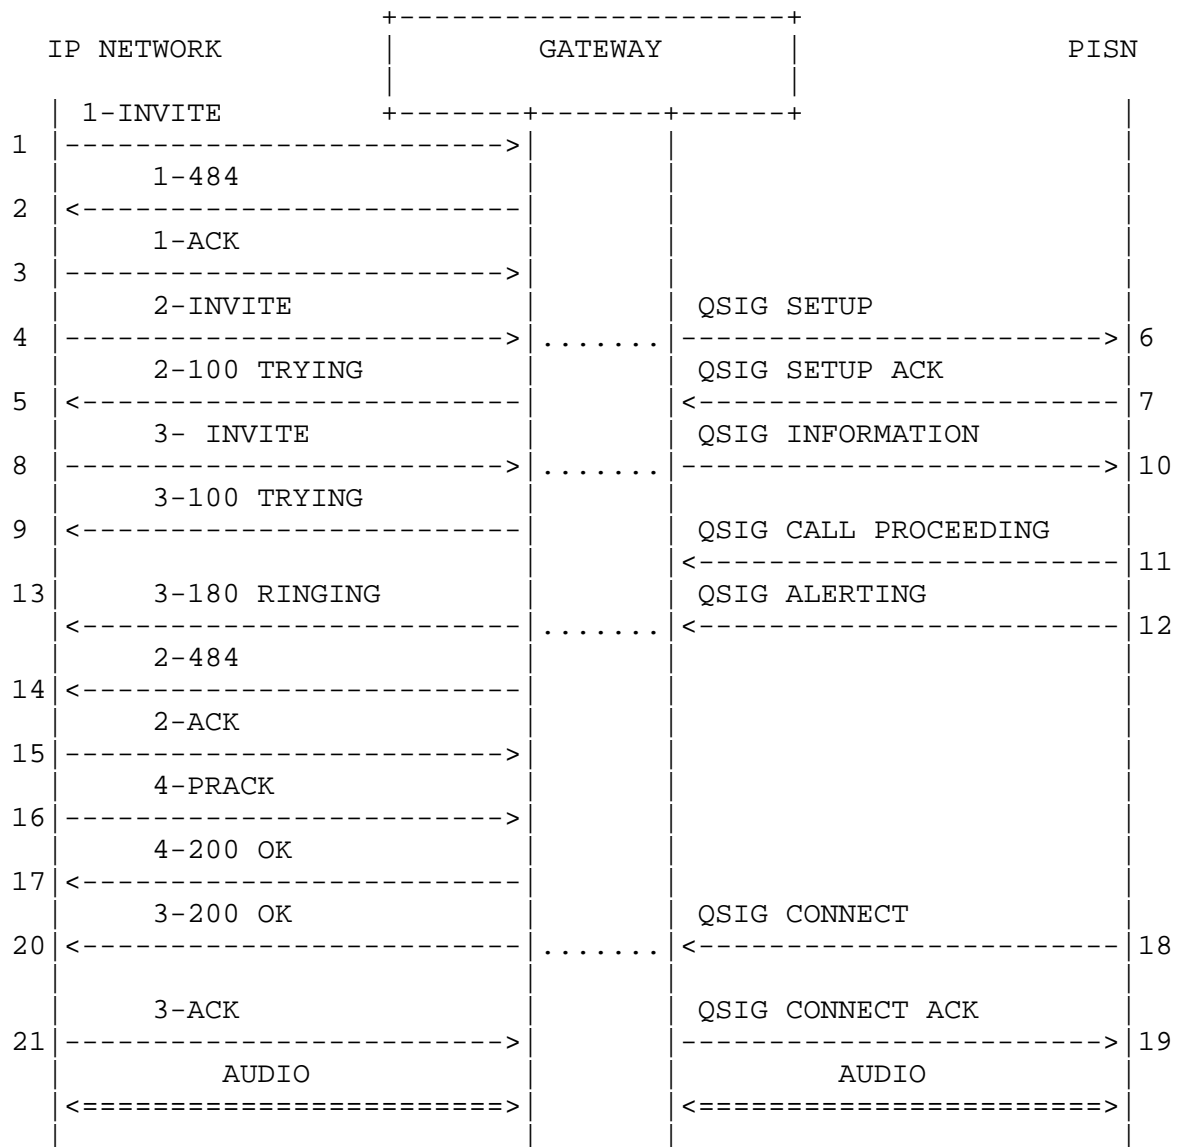 +----------------------+
IP NETWORK | GATEWAY | PISN
| |
| 1-INVITE +-------+-------+------+ |
1 |------------------------->| | |
| 1-484 | | |
2 |<-------------------------| | |
| 1-ACK | | |
3 |------------------------->| | |
| 2-INVITE | | QSIG SETUP |
4 |------------------------->|.......|------------------------>|6
| 2-100 TRYING | | QSIG SETUP ACK |
5 |<-------------------------| |<------------------------|7
| 3- INVITE | | QSIG INFORMATION |
8 |------------------------->|.......|------------------------>|10
| 3-100 TRYING | | |
9 |<-------------------------| | QSIG CALL PROCEEDING |
| | |<------------------------|11
13| 3-180 RINGING | | QSIG ALERTING |
|<-------------------------|.......|<------------------------|12
| 2-484 | | |
14|<-------------------------| | |
| 2-ACK | | |
15|------------------------->| | |
| 4-PRACK | | |
16|------------------------->| | |
| 4-200 OK | | |
17|<-------------------------| | |
| 3-200 OK | | QSIG CONNECT |
20|<-------------------------|.......|<------------------------|18
| | | |
| 3-ACK | | QSIG CONNECT ACK |
21|------------------------->| |------------------------>|19
| AUDIO | | AUDIO |
|<========================>| |<=======================>|
| | | |